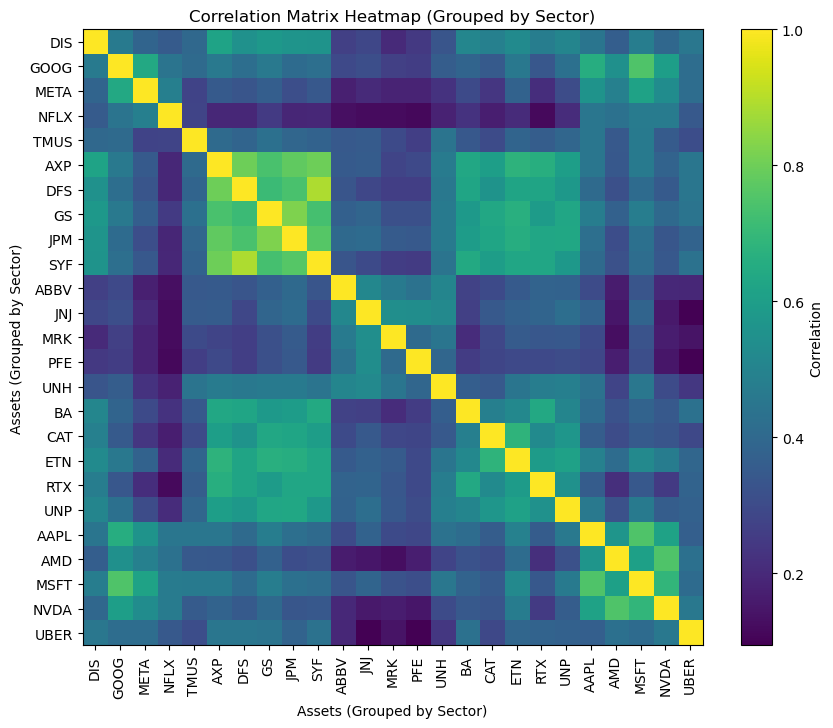 Correlation Matrix Heatmap (Grouped by Sector)
DIS
GOOG
META
NFLX
TMUS
AXP
DFS
GS
JPM
SYF
ABBV
JNJ
MRK
PFE
UNH
BA
CAT
ETN
RTX
UNP
AAPL
AMD
MSFT
NVDA
UBER
Assets (Grouped by Sector)
DIS
GOOG
META
NFLX
TMUS
AXP
DFS
GS
JPM
SYF
ABBV
JNJ
MRK
PFE
UNH
BA
CAT
ETN
RTX
UNP
AAPL
AMD
MSFT
NVDA
UBER
Assets (Grouped by Sector)
1.0
0.8
0.6
0.4
0.2
Correlation